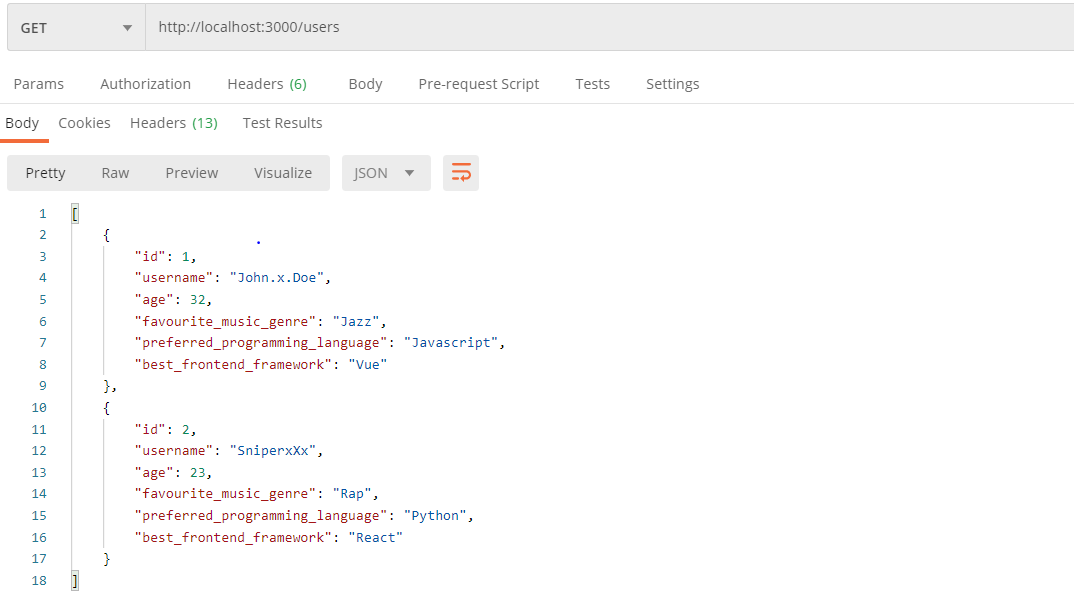 GET http://localhost:3000/users
Params Authorization Headers (6) Body Pre-request Script Tests Settings
Body Cookies Headers (13) Test Results
Pretty Raw Preview Visualize JSON
1 [
2 {
3 "id": 1,
4 "username": "John.x.Doe",
5 "age": 32,
6 "favourite_music_genre": "Jazz",
7 "preferred_programming_language": "Javascript",
8 "best_frontend_framework": "Vue"
9 },
10 {
11 "id": 2,
12 "username": "SniperxXx",
13 "age": 23,
14 "favourite_music_genre": "Rap",
15 "preferred_programming_language": "Python",
16 "best_frontend_framework": "React"
17 }
18 ]